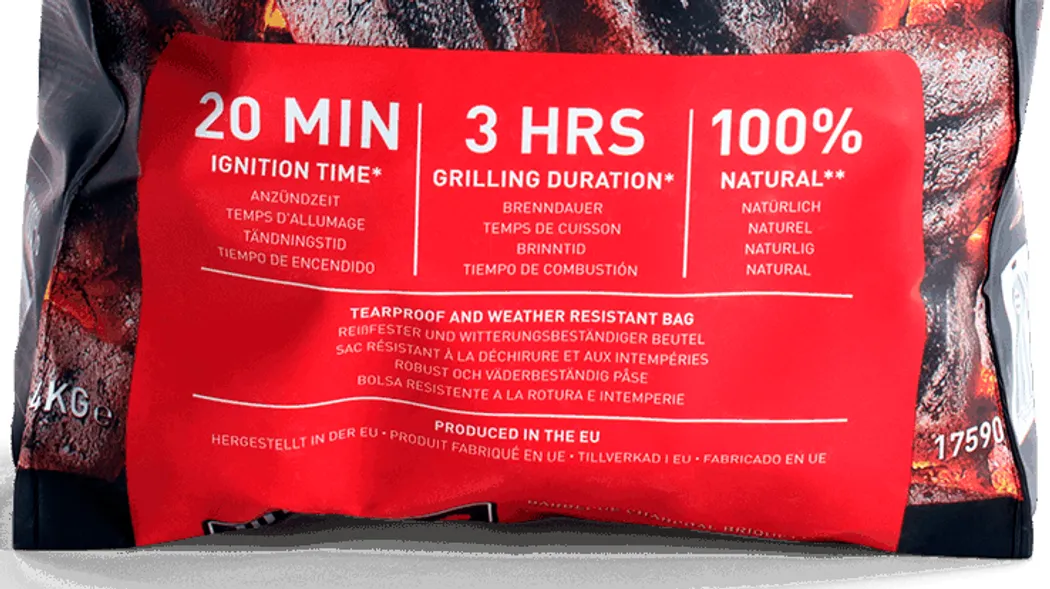 20 MIN
IGNITION TIME*
ANZÜNDZEIT
TEMPS D'ALLUMAGE
TÄNDNINGSTID
TIEMPO DE ENCENDIDO
3 HRS
GRILLING DURATION*
BRENNDAUER
TEMPS DE CUISSON
BRINNTID
TIEMPO DE COMBUSTIÓN
100%
NATURAL**
NATÜRLICH
NATUREL
NATURLIG
NATURAL
TEARPROOF AND WEATHER RESISTANT BAG
REIßFESTER UND WITTERUNGSBESTÄNDIGER BEUTEL
SAC RÉSISTANT À LA DÉCHIRURE ET AUX INTEMPÉRIES
ROBUST OCH VÄDERBESTÄNDIG PÅSE
BOLSA RESISTENTE A LA ROTURA E INTEMPERIE
PRODUCED IN THE EU
HERGESTELLT IN DER EU • PRODUIT FABRIQUÉ EN UE • TILLVERKAD I EU • FABRICADO EN UE
KG℮
17590